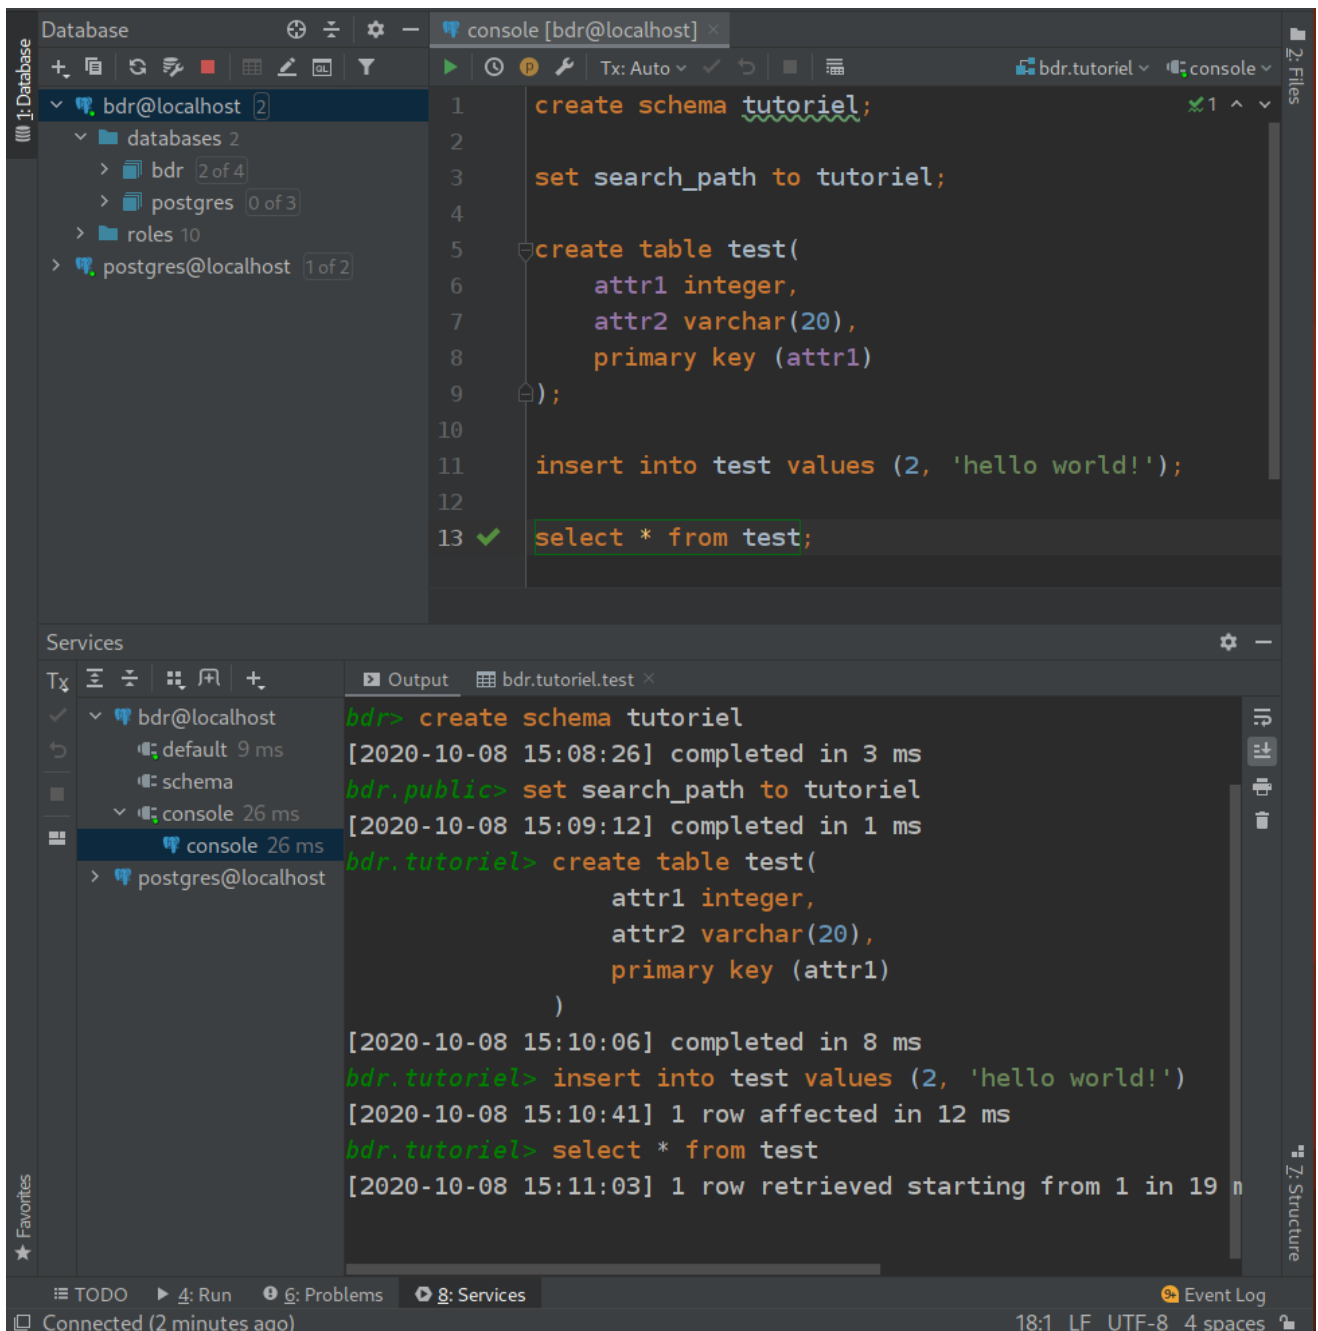 Database
console [bdr@localhost]
1: Database
2: Files
Tx: Auto
bdr.tutoriel
console
bdr@localhost 2
databases 2
bdr 2 of 4
postgres 0 of 3
roles 10
postgres@localhost 1 of 2
1 create schema tutoriel;
1
2
3 set search_path to tutoriel;
4
5 create table test(
6 attr1 integer,
7 attr2 varchar(20),
8 primary key (attr1)
9 );
10
11 insert into test values (2, 'hello world!');
12
13 select * from test;
Services
Tx
Output
bdr.tutoriel.test
bdr@localhost
default 9 ms
schema
console 26 ms
console 26 ms
postgres@localhost
bdr> create schema tutoriel
[2020-10-08 15:08:26] completed in 3 ms
bdr.public> set search_path to tutoriel
[2020-10-08 15:09:12] completed in 1 ms
bdr.tutoriel> create table test(
attr1 integer,
attr2 varchar(20),
primary key (attr1)
)
[2020-10-08 15:10:06] completed in 8 ms
bdr.tutoriel> insert into test values (2, 'hello world!')
[2020-10-08 15:10:41] 1 row affected in 12 ms
bdr.tutoriel> select * from test
[2020-10-08 15:11:03] 1 row retrieved starting from 1 in 19 m
Favorites
7: Structure
TODO
4: Run
6: Problems
8: Services
9+ Event Log
Connected (2 minutes ago)
18:1 LF UTF-8 4 spaces